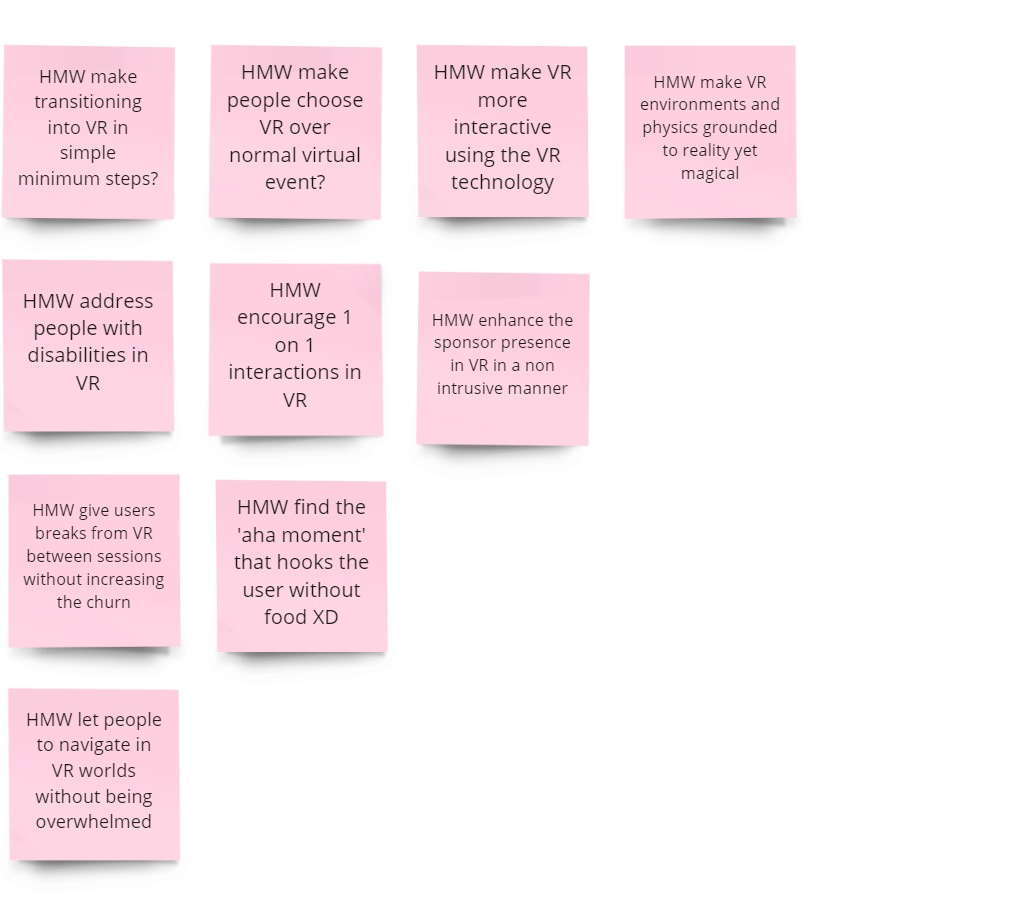 HMW make
transitioning
into VR in
simple
minimum steps?
HMW make
people choose
VR over
normal virtual
event?
HMW make VR
more
interactive
using the VR
technology
HMW make VR
environments and
physics grounded
to reality yet
magical
HMW address
people with
disabilities in
VR
HMW
encourage 1
on 1
interactions in
VR
HMW enhance the
sponsor presence
in VR in a non
intrusive manner
HMW give users
breaks from VR
between sessions
without increasing
the churn
HMW find the
'aha moment'
that hooks the
user without
food XD
HMW let people
to navigate in
VR worlds
without being
overwhelmed